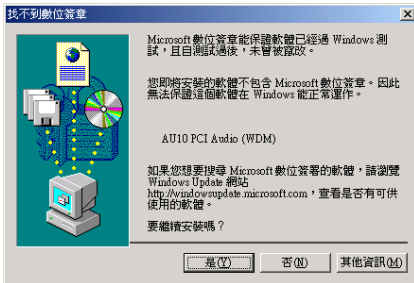 找不到數位簽章
Microsoft 數位簽章能保證軟體已經過 Windows 測
試，且自測試過後，未曾被竄改。
您即將安裝的軟體不包含 Microsoft 數位簽章。因此
無法保證這個軟體在 Windows 能正常運作。
AU10 PCI Audio (WDM)
如果您想要搜尋 Microsoft 數位簽署的軟體，請瀏覽
Windows Update 網站
http://windowsupdate.microsoft.com，查看是否有可供
使用的軟體。
要繼續安裝嗎？
是(Y)
否(N)
其他資訊(M)